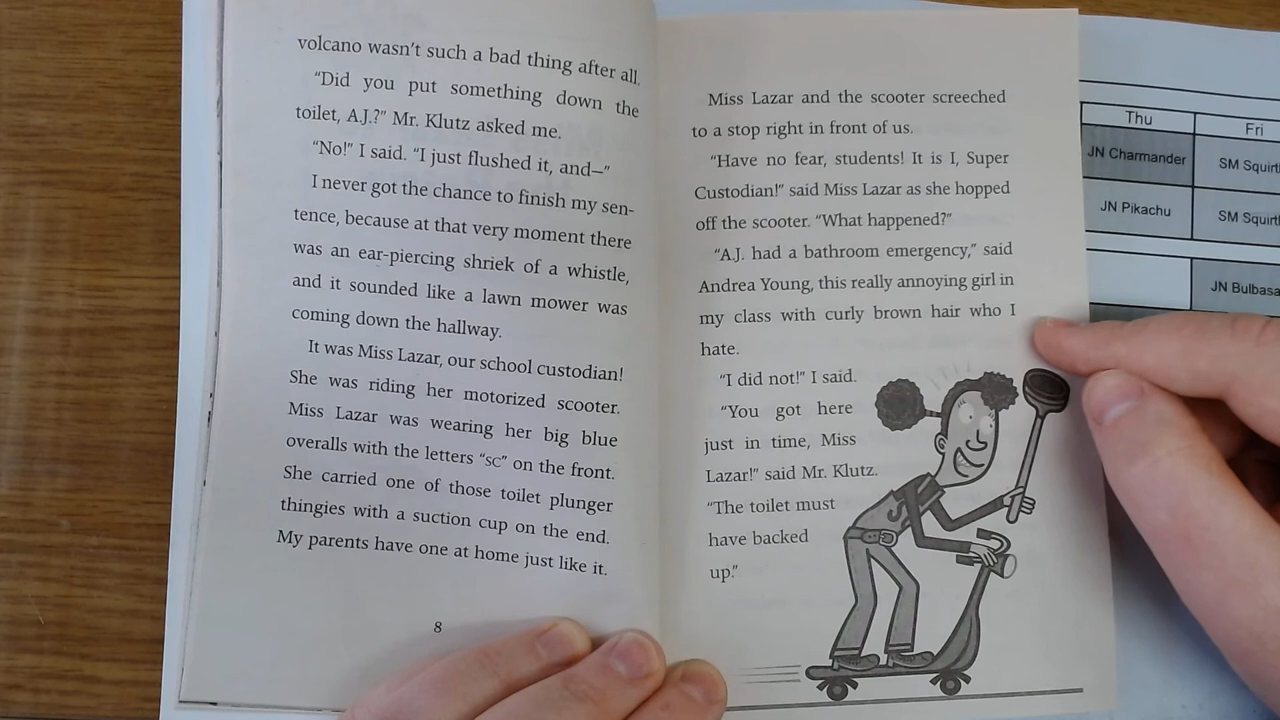 volcano wasn't such a bad thing after all.
"Did you put something down the
toilet, A.J.?" Mr. Klutz asked me.
"No!" I said. "I just flushed it, and—"
I never got the chance to finish my sen-
tence, because at that very moment there
was an ear-piercing shriek of a whistle,
and it sounded like a lawn mower was
coming down the hallway.
It was Miss Lazar, our school custodian!
She was riding her motorized scooter.
Miss Lazar was wearing her big blue
overalls with the letters "SC" on the front.
She carried one of those toilet plunger
thingies with a suction cup on the end.
My parents have one at home just like it.
8
Miss Lazar and the scooter screeched
to a stop right in front of us.
"Have no fear, students! It is I, Super
Custodian!" said Miss Lazar as she hopped
off the scooter. "What happened?"
"A.J. had a bathroom emergency," said
Andrea Young, this really annoying girl in
my class with curly brown hair who I
hate.
"I did not!" I said.
"You got here
just in time, Miss
Lazar!" said Mr. Klutz.
"The toilet must
have backed
up."
Thu
Fri
JN Charmander
SM Squirtl
JN Pikachu
SM Squirtl
JN Bulbasa